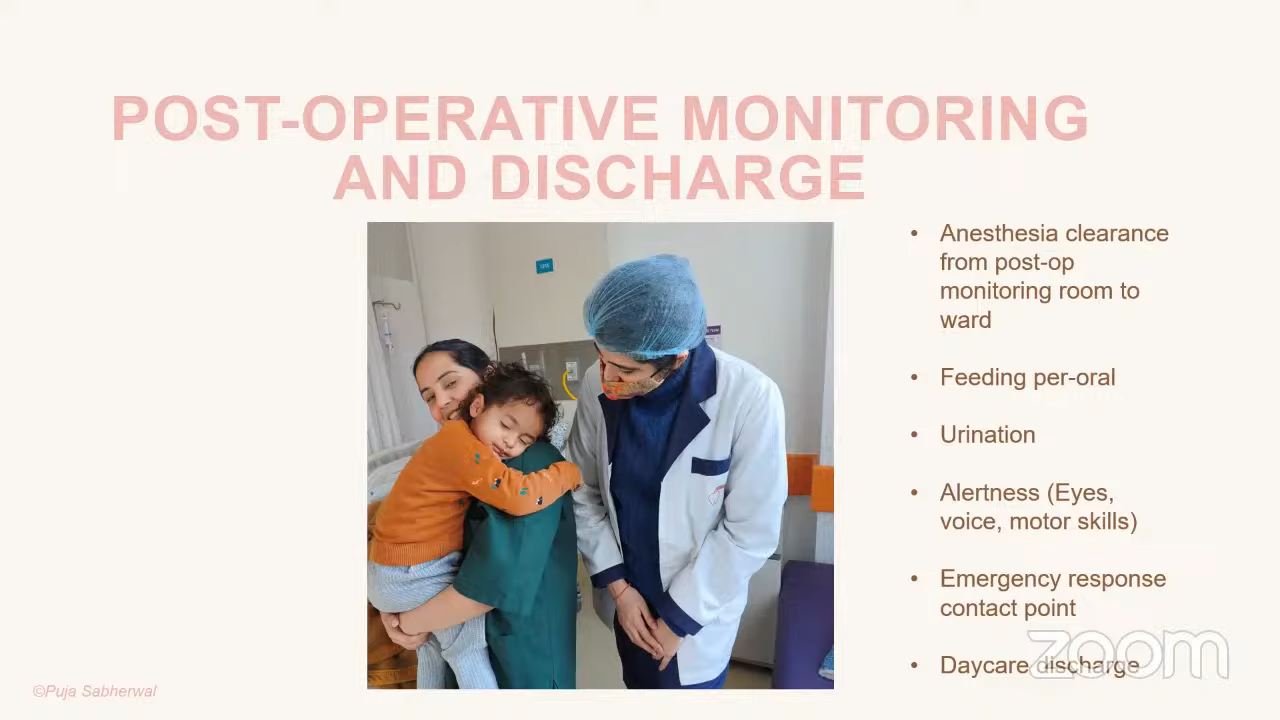 POST-OPERATIVE MONITORING
AND DISCHARGE
• Anesthesia clearance
from post-op
monitoring room to
ward
• Feeding per-oral
• Urination
• Alertness (Eyes,
voice, motor skills)
• Emergency response
contact point
• Daycare discharge
zoom
©Puja Sabherwal